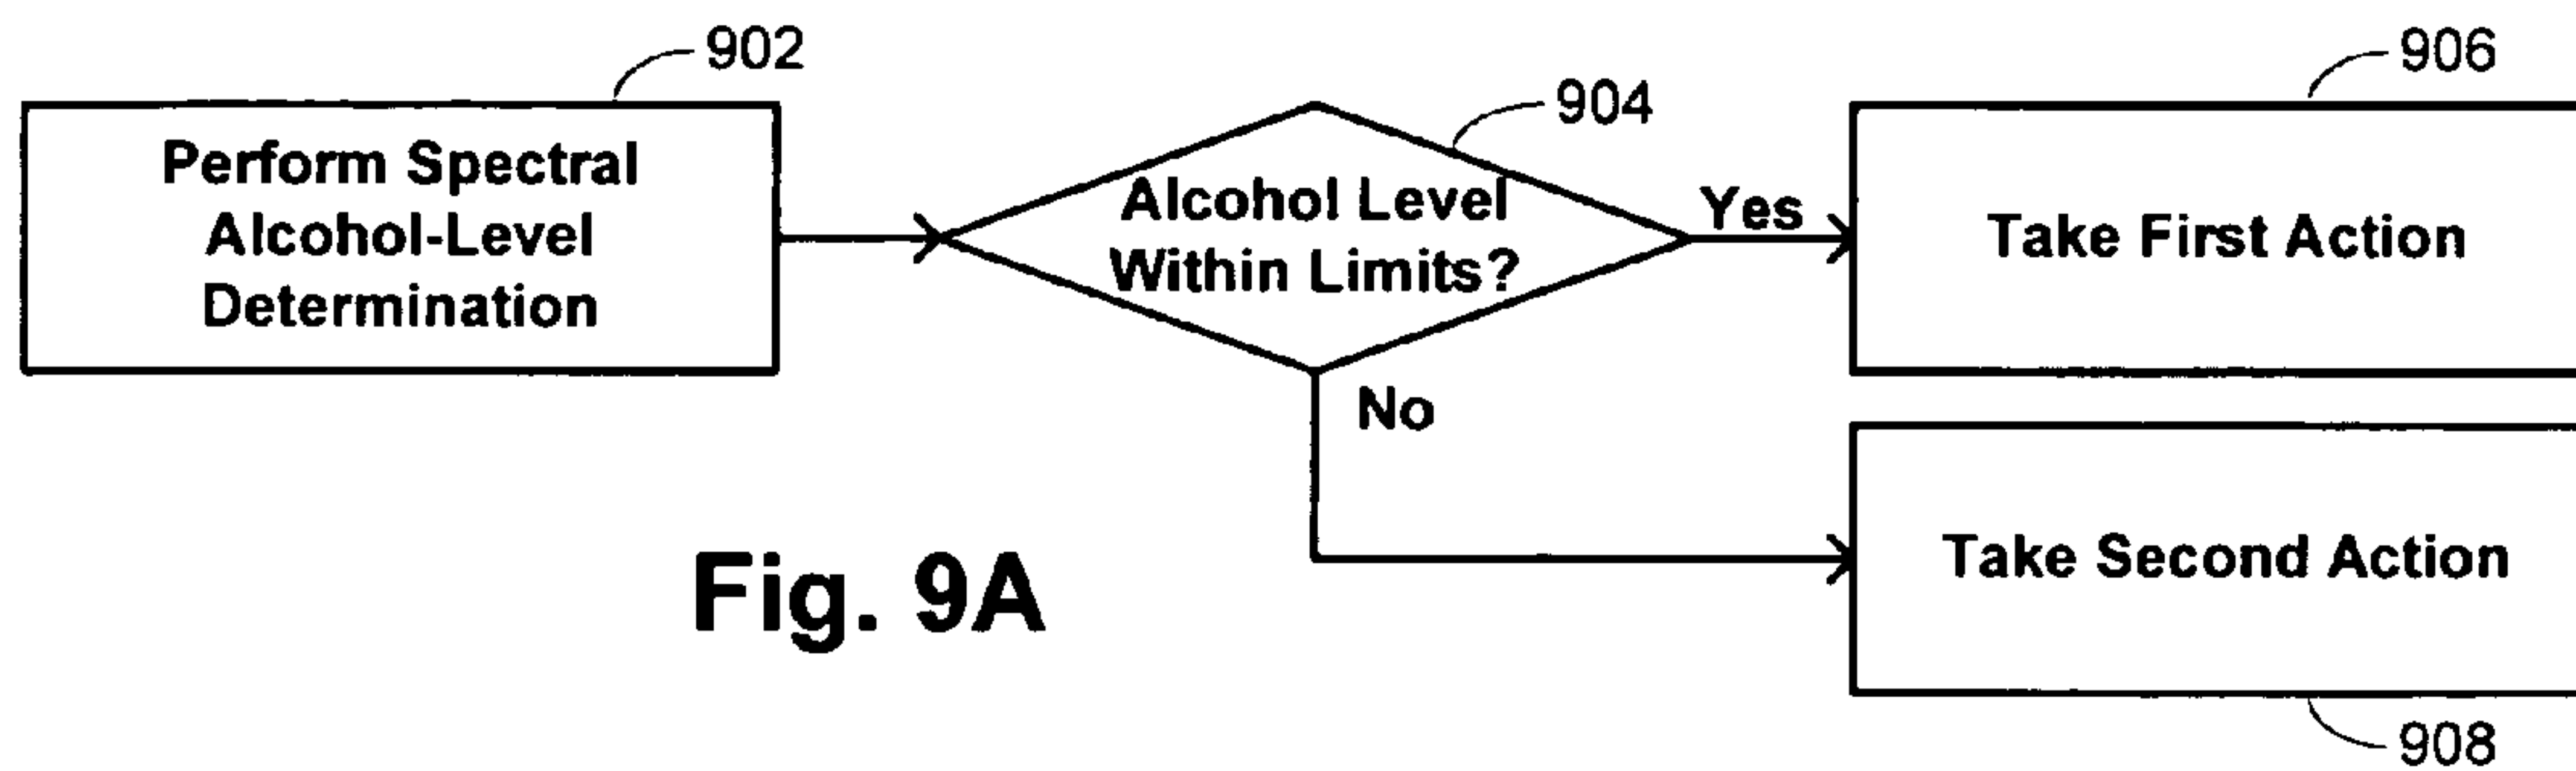 902
Perform Spectral
Alcohol-Level
Determination
904
Alcohol Level
Within Limits?
Yes
906
Take First Action
No
Take Second Action
908
Fig. 9A